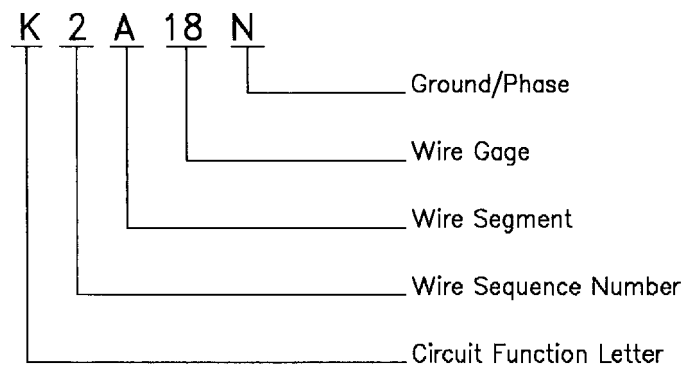 K 2 A 18 N
Ground/Phase
Wire Gage
Wire Segment
Wire Sequence Number
Circuit Function Letter